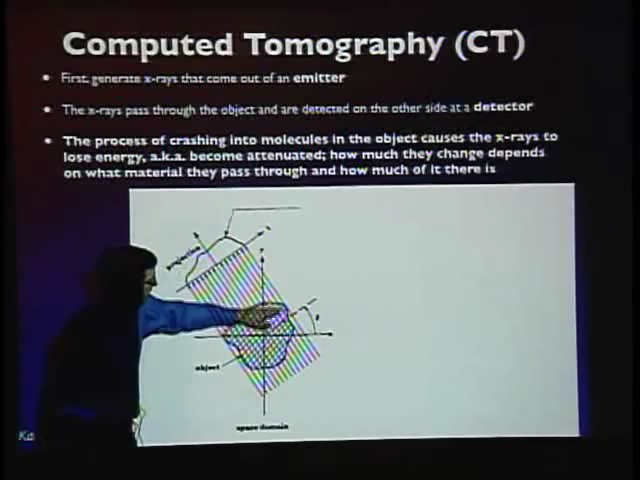 Computed Tomography (CT)
• First, generate x-rays that come out of an emitter
• The x-rays pass through the object and are detected on the other side at a detector
• The process of crashing into molecules in the object causes the x-rays to
lose energy, a.k.a. become attenuated; how much they change depends
on what material they pass through and how much of it there is
projection
object
space domain
Ka